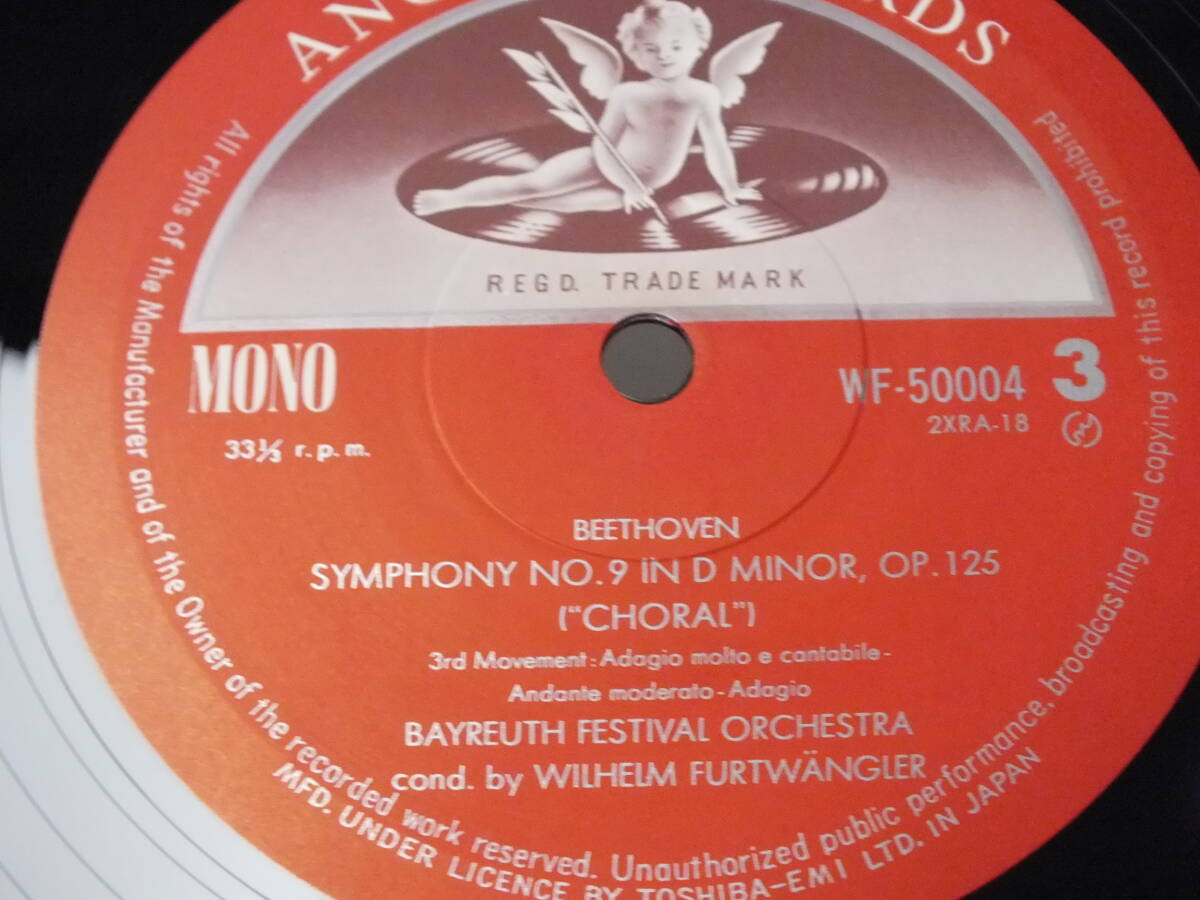 REGD. TRADE MARK
MONO
33⅓ r.p.m.
WF-50004 3
2XRA-18
BEETHOVEN
SYMPHONY NO.9 IN D MINOR, OP.125
("CHORAL")
3rd Movement: Adagio molto e cantabile-
Andante moderato-Adagio
BAYREUTH FESTIVAL ORCHESTRA
cond. by WILHELM FURTWÄNGLER
All rights of the Manufacturer and of the Owner of the recorded work reserved. Unauthorized public performance, broadcasting and copying of this record prohibited
MFD. UNDER LICENCE BY TOSHIBA-EMI LTD. IN JAPAN